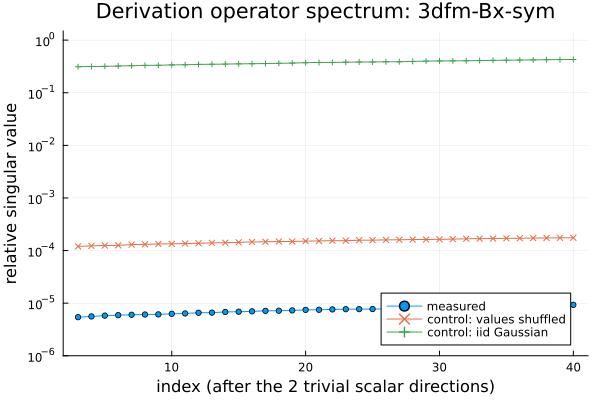 Derivation operator spectrum: 3dfm-Bx-sym
relative singular value
10⁰
10⁻¹
10⁻²
10⁻³
10⁻⁴
10⁻⁵
10⁻⁶
measured
control: values shuffled
control: iid Gaussian
10
20
30
40
index (after the 2 trivial scalar directions)